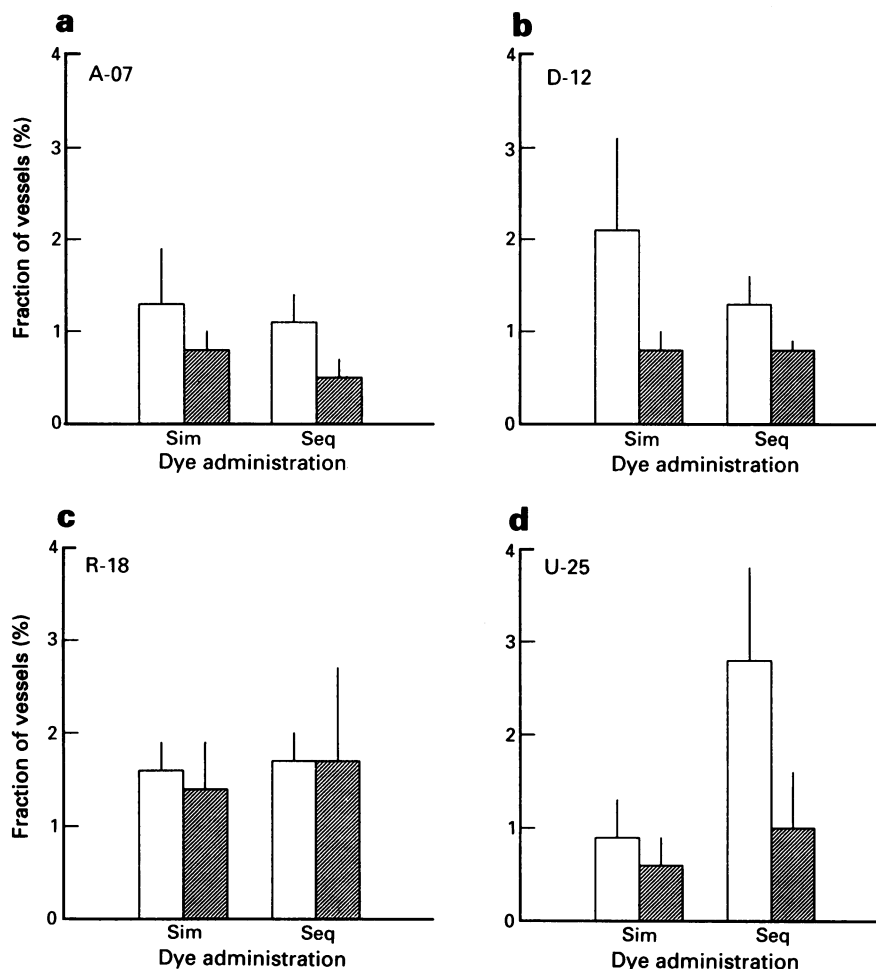 a
A-07
Fraction of vessels (%)
4
3
2
1
0
Sim Seq
Dye administration
b
D-12
4
3
2
1
0
Sim Seq
Dye administration
c
R-18
Fraction of vessels (%)
4
3
2
1
0
Sim Seq
Dye administration
d
U-25
4
3
2
1
0
Sim Seq
Dye administration